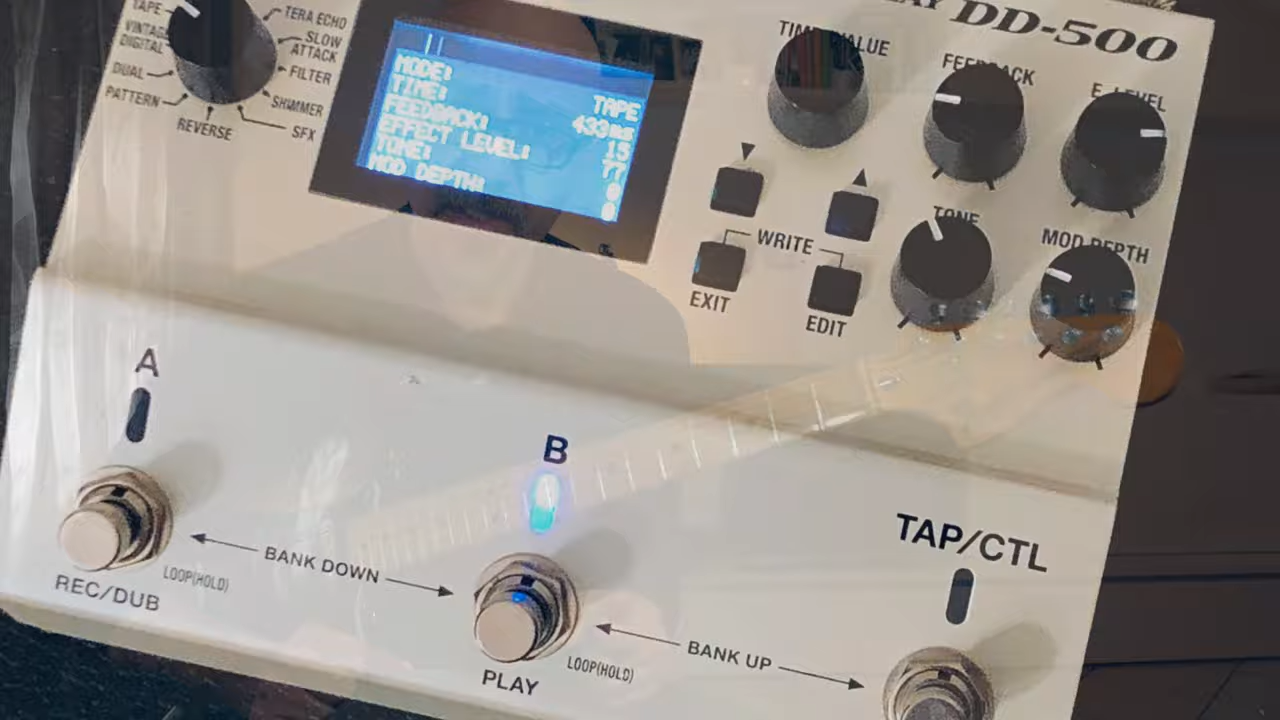 DD-500
TAPE
VINTAGE
DIGITAL
DUAL
PATTERN
REVERSE
TERA ECHO
SLOW
ATTACK
FILTER
SHIMMER
SFX
MODE: TAPE
TIME: 433ms
FEEDBACK: 15
EFFECT LEVEL: 77
TONE: 0
MOD DEPTH: 0
TIME/VALUE
FEEDBACK
E. LEVEL
TONE
MOD DEPTH
WRITE
EXIT
EDIT
A
B
TAP/CTL
REC/DUB
LOOP(HOLD)
BANK DOWN
PLAY
LOOP(HOLD)
BANK UP